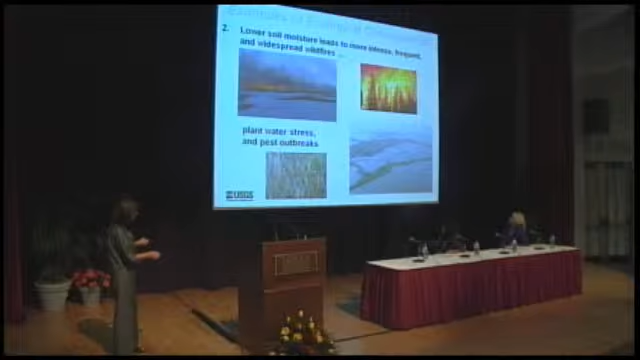 2. Lower soil moisture leads to more intense, frequent,
and widespread wildfires ...
plant water stress,
and pest outbreaks
USGS